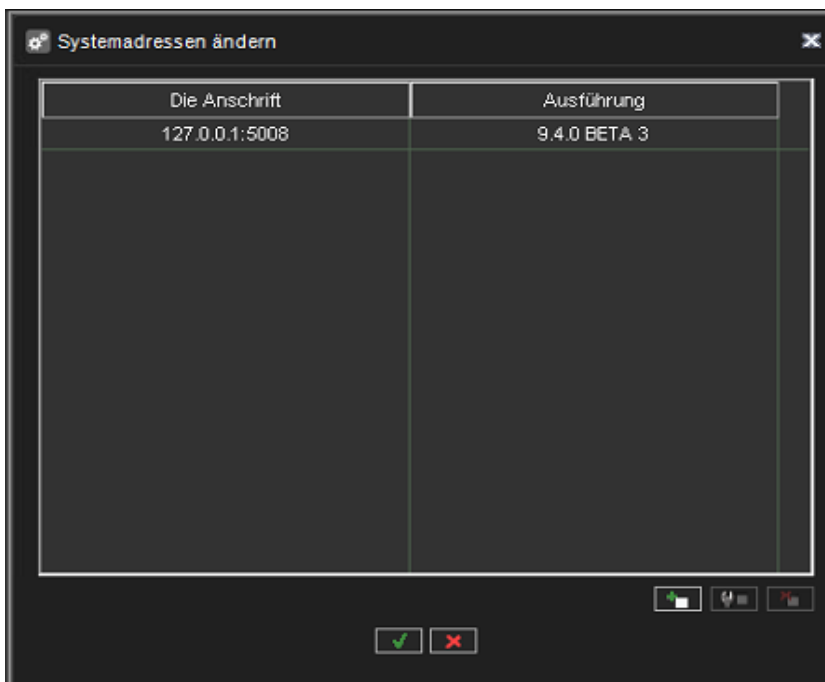 Systemadressen ändern
Die Anschrift Ausführung
127.0.0.1:5008 9.4.0 BETA 3